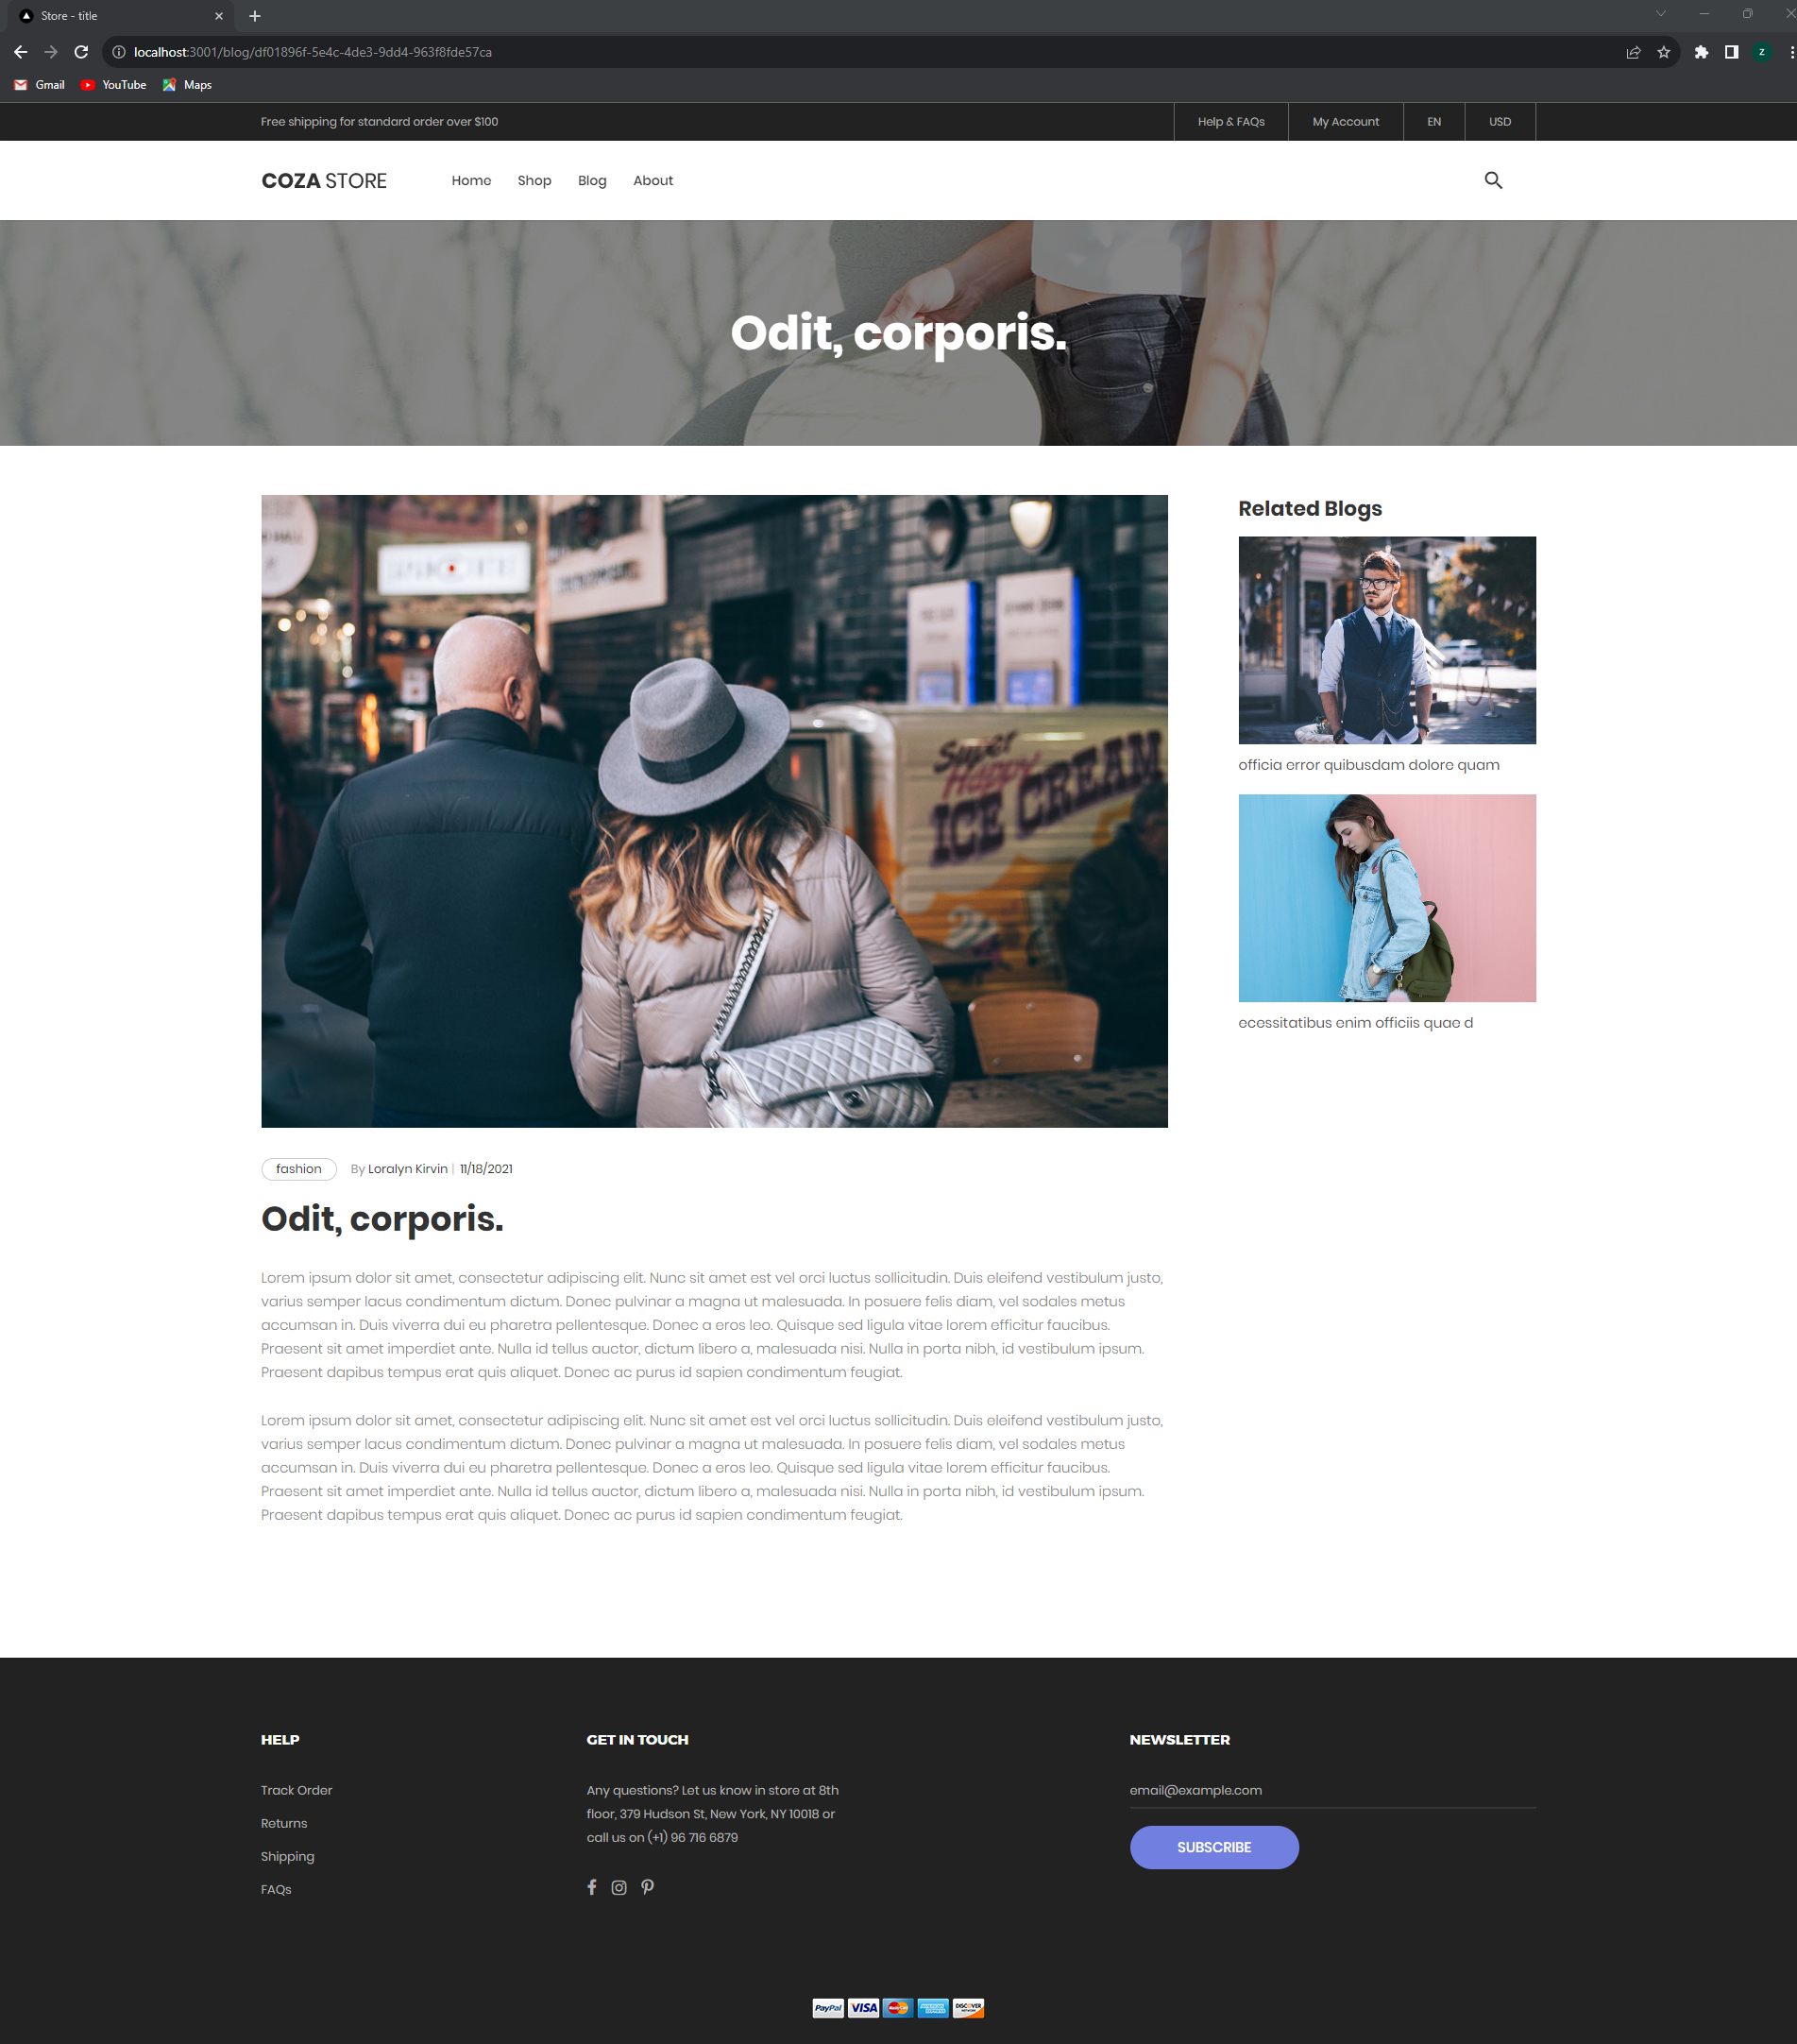 Store - title
localhost:3001/blog/df01896f-5e4c-4de3-9dd4-963f8fde57ca
Z
Gmail YouTube Maps
Free shipping for standard order over $100 Help & FAQs My Account EN USD
COZA STORE Home Shop Blog About
Odit, corporis.
Super
Happy
ICE CREAM
Related Blogs
officia error quibusdam dolore quam
ecessitatibus enim officiis quae d
fashion By Loralyn Kirvin | 11/18/2021
Odit, corporis.
Lorem ipsum dolor sit amet, consectetur adipiscing elit. Nunc sit amet est vel orci luctus sollicitudin. Duis eleifend vestibulum justo,
varius semper lacus condimentum dictum. Donec pulvinar a magna ut malesuada. In posuere felis diam, vel sodales metus
accumsan in. Duis viverra dui eu pharetra pellentesque. Donec a eros leo. Quisque sed ligula vitae lorem efficitur faucibus.
Praesent sit amet imperdiet ante. Nulla id tellus auctor, dictum libero a, malesuada nisi. Nulla in porta nibh, id vestibulum ipsum.
Praesent dapibus tempus erat quis aliquet. Donec ac purus id sapien condimentum feugiat.
Lorem ipsum dolor sit amet, consectetur adipiscing elit. Nunc sit amet est vel orci luctus sollicitudin. Duis eleifend vestibulum justo,
varius semper lacus condimentum dictum. Donec pulvinar a magna ut malesuada. In posuere felis diam, vel sodales metus
accumsan in. Duis viverra dui eu pharetra pellentesque. Donec a eros leo. Quisque sed ligula vitae lorem efficitur faucibus.
Praesent sit amet imperdiet ante. Nulla id tellus auctor, dictum libero a, malesuada nisi. Nulla in porta nibh, id vestibulum ipsum.
Praesent dapibus tempus erat quis aliquet. Donec ac purus id sapien condimentum feugiat.
HELP
Track Order
Returns
Shipping
FAQs
GET IN TOUCH
Any questions? Let us know in store at 8th
floor, 379 Hudson St, New York, NY 10018 or
call us on (+1) 96 716 6879
NEWSLETTER
email@example.com
SUBSCRIBE
PayPal VISA MasterCard AMERICAN EXPRESS DISCOVER